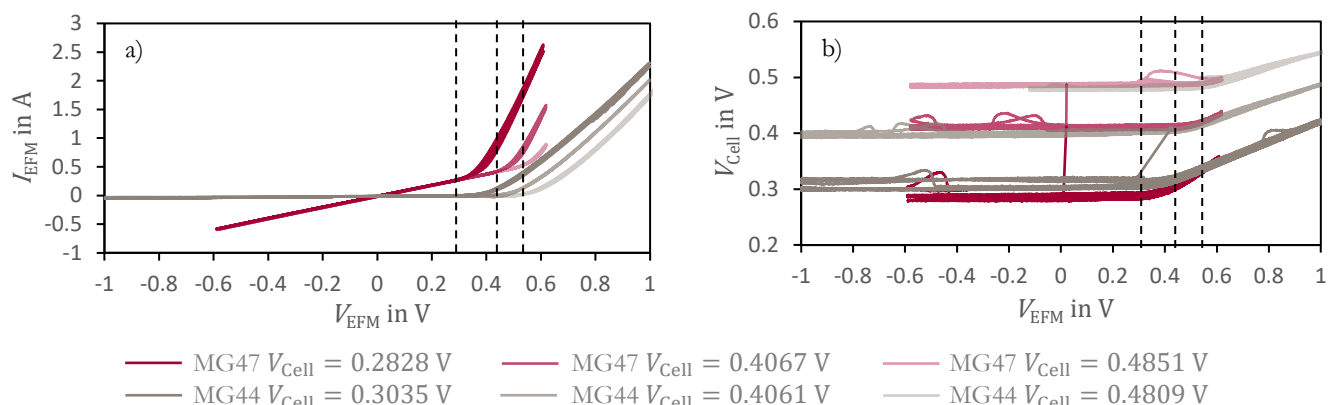 a)
3
2.5
2
1.5
1
0.5
0
-0.5
-1
I_EFM in A
-1 -0.8 -0.6 -0.4 -0.2 0 0.2 0.4 0.6 0.8 1
V_EFM in V
b)
0.6
0.5
0.4
0.3
0.2
V_Cell in V
-1 -0.8 -0.6 -0.4 -0.2 0 0.2 0.4 0.6 0.8 1
V_EFM in V
MG47 V_Cell = 0.2828 V MG47 V_Cell = 0.4067 V MG47 V_Cell = 0.4851 V
MG44 V_Cell = 0.3035 V MG44 V_Cell = 0.4061 V MG44 V_Cell = 0.4809 V